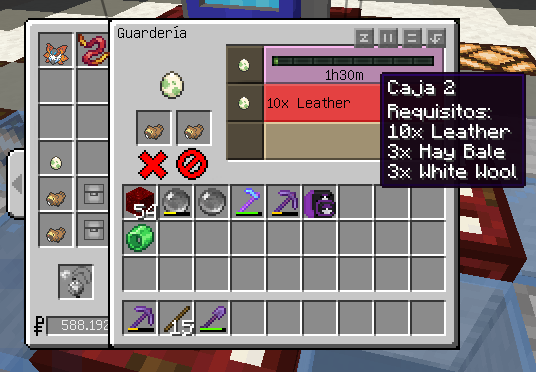 Guardería
1h30m
10x Leather
Caja 2
Requisitos:
10x Leather
3x Hay Bale
3x White Wool
54
15
588.192